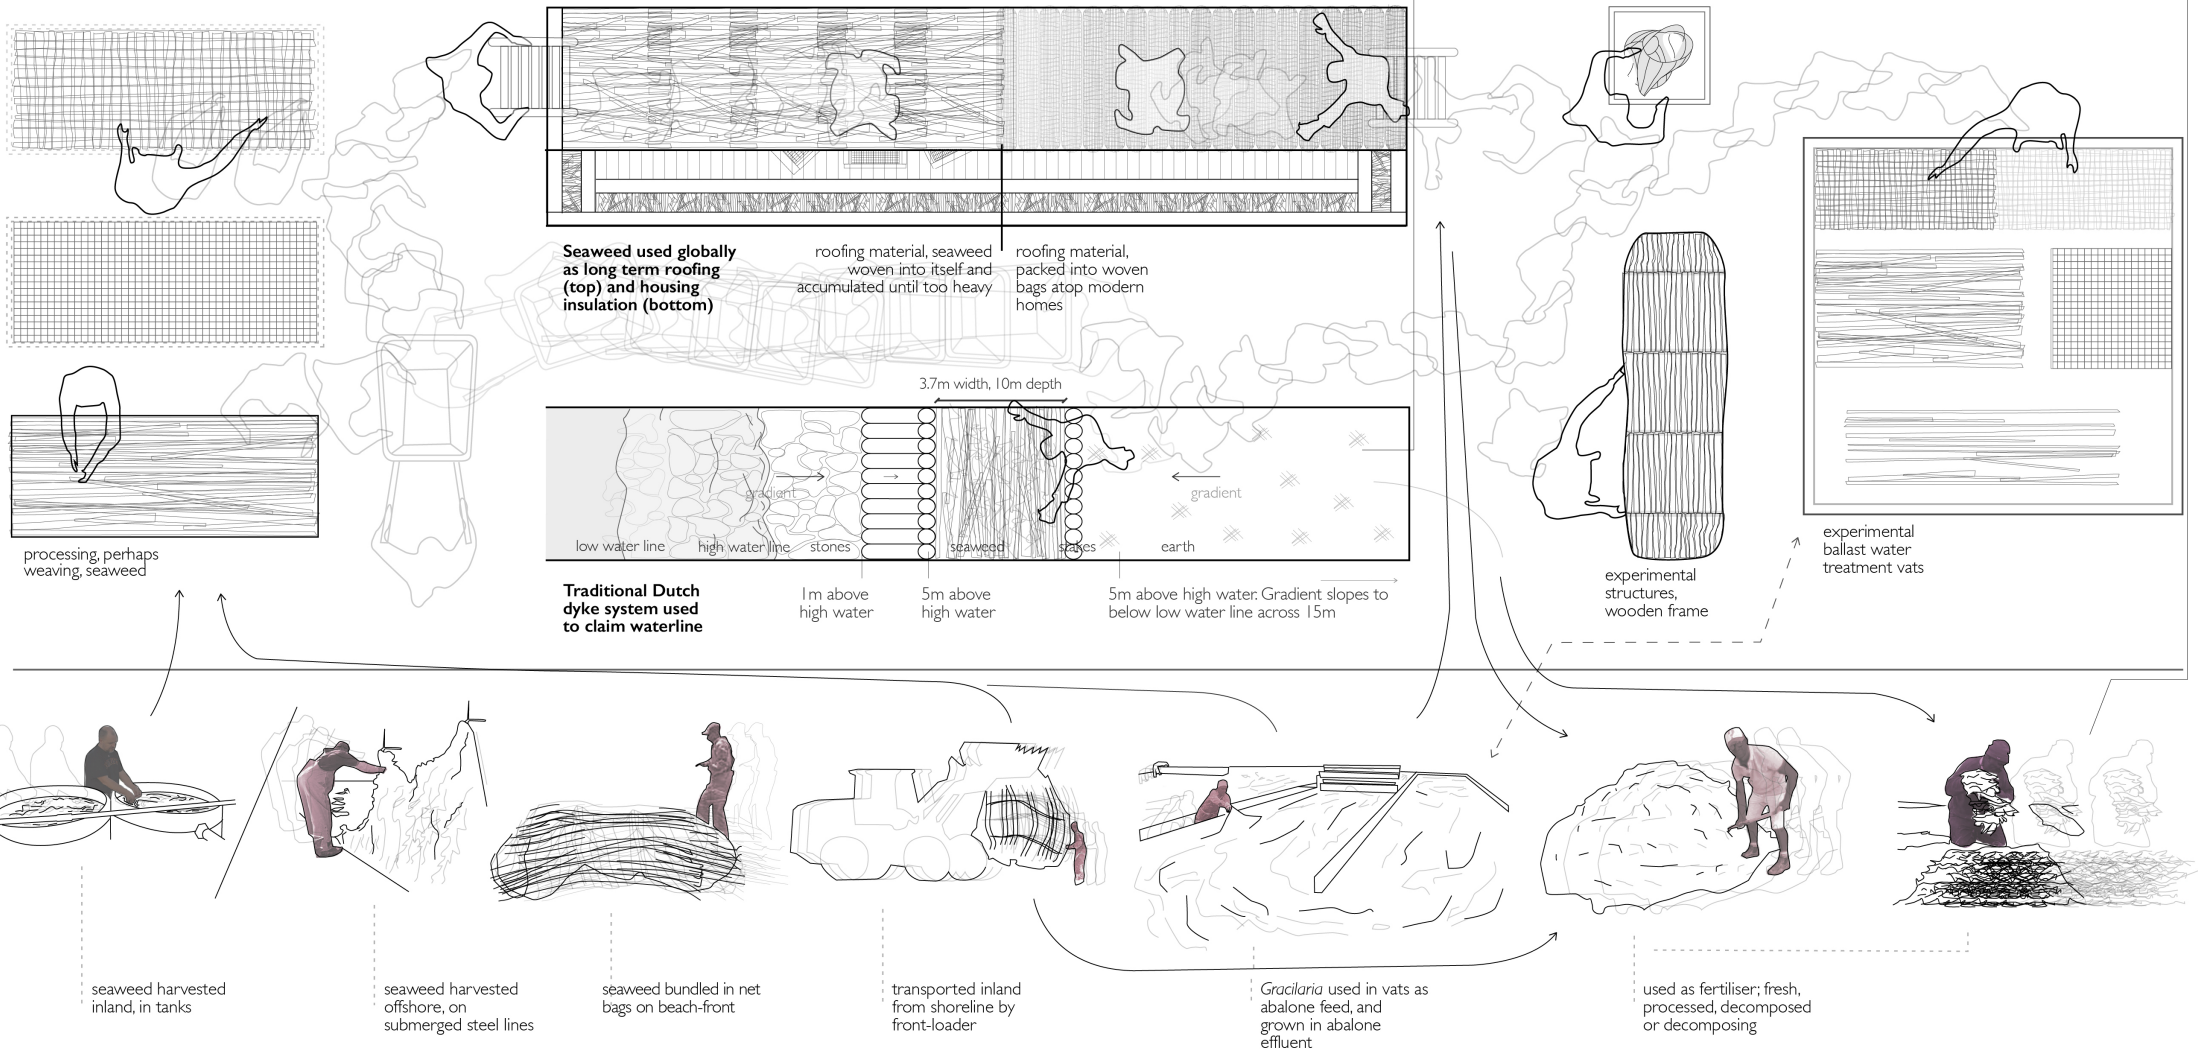 Seaweed used globally
as long term roofing
(top) and housing
insulation (bottom)
roofing material, seaweed
woven into itself and
accumulated until too heavy
roofing material,
packed into woven
bags atop modern
homes
3.7m width, 10m depth
gradient
gradient
low water line
high water line
stones
seaweed
stakes
earth
processing, perhaps
weaving, seaweed
Traditional Dutch
dyke system used
to claim waterline
1m above
high water
5m above
high water
5m above high water. Gradient slopes to
below low water line across 15m
experimental
structures,
wooden frame
experimental
ballast water
treatment vats
seaweed harvested
inland, in tanks
seaweed harvested
offshore, on
submerged steel lines
seaweed bundled in net
bags on beach-front
transported inland
from shoreline by
front-loader
Gracilaria used in vats as
abalone feed, and
grown in abalone
effluent
used as fertiliser; fresh,
processed, decomposed
or decomposing